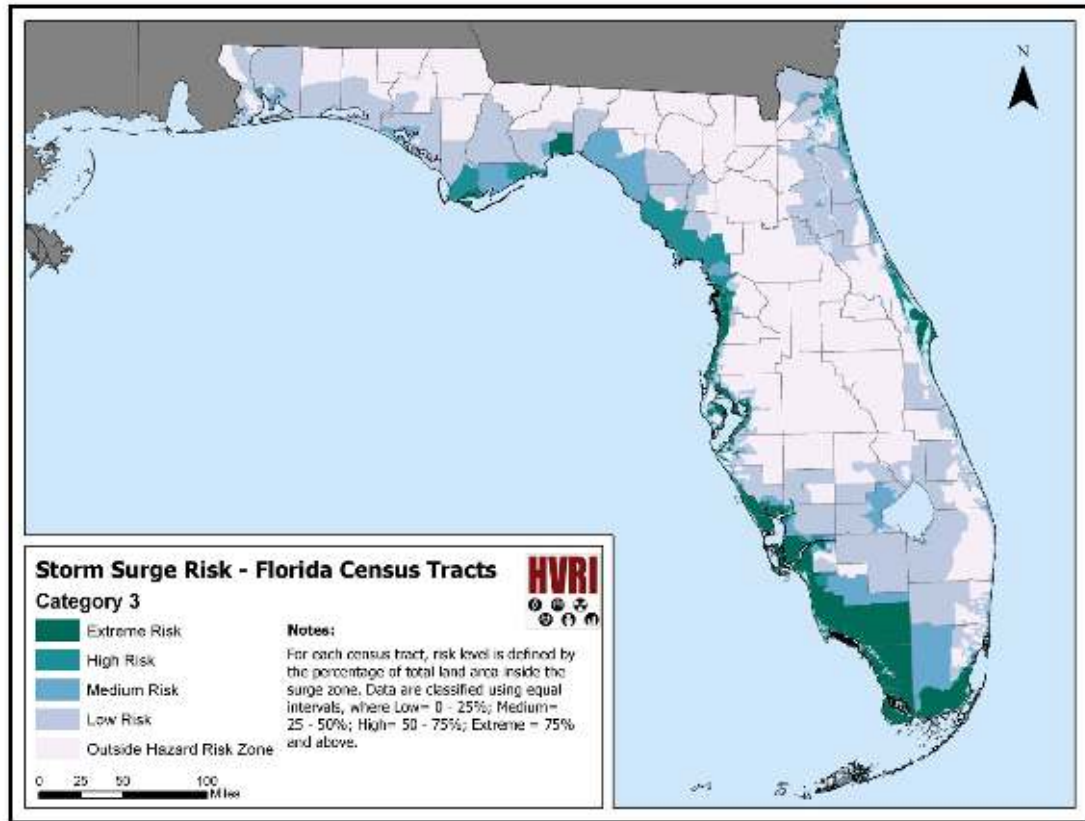 N
Storm Surge Risk - Florida Census Tracts
HVRI
Category 3
Extreme Risk
High Risk
Medium Risk
Low Risk
Outside Hazard Risk Zone
Notes:
For each census tract, risk level is defined by
the percentage of total land area inside the
surge zone. Data are classified using equal
intervals, where Low= 0 - 25%; Medium=
25 - 50%; High= 50 - 75%; Extreme = 75%
and above.
0 25 50 100
Miles